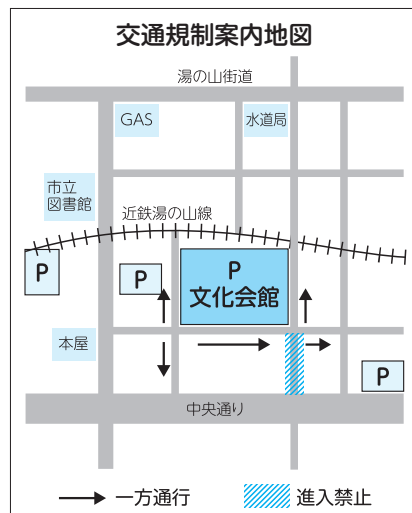 交通規制案内地図
湯の山街道
GAS
水道局
市立
図書館
近鉄湯の山線
P
P
P
文化会館
本屋
P
中央通り
一方通行
進入禁止